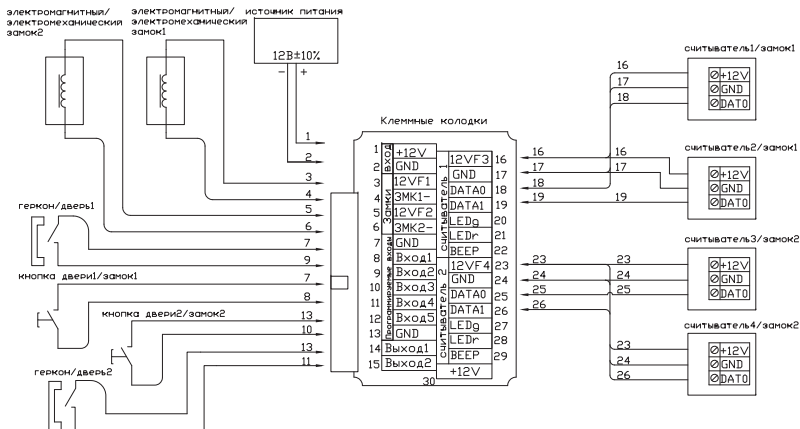 электромагнитный/ электромагнитный/ источник питания
электромеханический электромеханический
замок2 замок1
12В±10%
− +
Клеммные колодки
1
2
3
4
5
6
7
9
7
8
13
10
13
11
геркон/дверь1
кнопка двери1/замок1
кнопка двери2/замок2
геркон/дверь2
вход
Замки
Программируемые входы
1 +12V
2 GND
3 12VF1
4 ЗМК1-
5 12VF2
6 ЗМК2-
7 GND
8 Вход1
9 Вход2
10 Вход3
11 Вход4
12 Вход5
13 GND
14 Выход1
15 Выход2
считыватель 1
12VF3 16
GND 17
DATA0 18
DATA1 19
LEDg 20
LEDr 21
BEEP 22
считыватель 2
12VF4 23
GND 24
DATA0 25
DATA1 26
LEDg 27
LEDr 28
BEEP 29
+12V
30
16 16
17 17
18
19 19
23 23
24 24
25 25
26
считыватель1/замок1
16 +12V
17 GND
18 DAT0
считыватель2/замок1
+12V
GND
DAT0
считыватель3/замок2
+12V
GND
DAT0
считыватель4/замок2
23 +12V
24 GND
26 DAT0